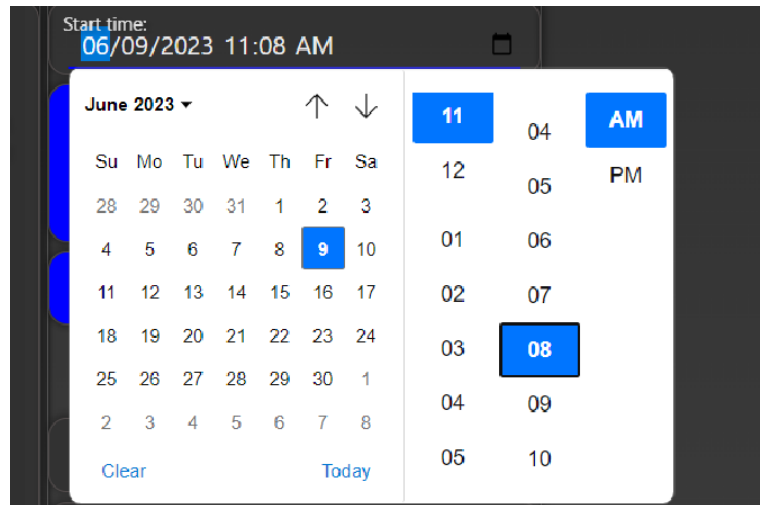 Start time:
06/09/2023 11:08 AM
June 2023
Su Mo Tu We Th Fr Sa
28 29 30 31 1 2 3
4 5 6 7 8 9 10
11 12 13 14 15 16 17
18 19 20 21 22 23 24
25 26 27 28 29 30 1
2 3 4 5 6 7 8
Clear Today
11 04 AM
12 05 PM
01 06
02 07
03 08
04 09
05 10